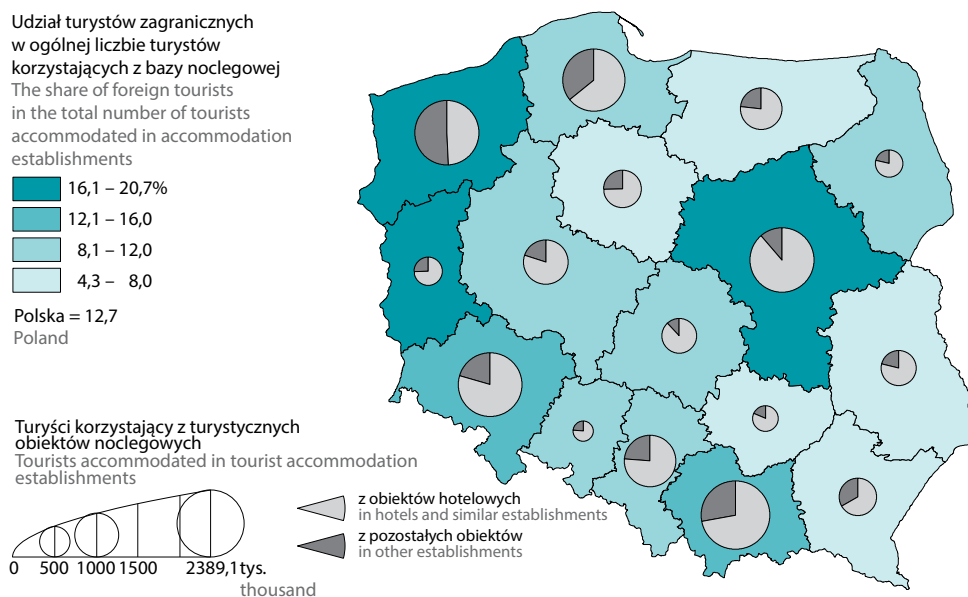 Udział turystów zagranicznych
w ogólnej liczbie turystów
korzystających z bazy noclegowej
The share of foreign tourists
in the total number of tourists
accommodated in accommodation
establishments
16,1 – 20,7%
12,1 – 16,0
8,1 – 12,0
4,3 – 8,0
Polska = 12,7
Poland
Turyści korzystający z turystycznych
obiektów noclegowych
Tourists accommodated in tourist accommodation
establishments
z obiektów hotelowych
in hotels and similar establishments
z pozostałych obiektów
in other establishments
0 500 1000 1500 2389,1 tys.
thousand